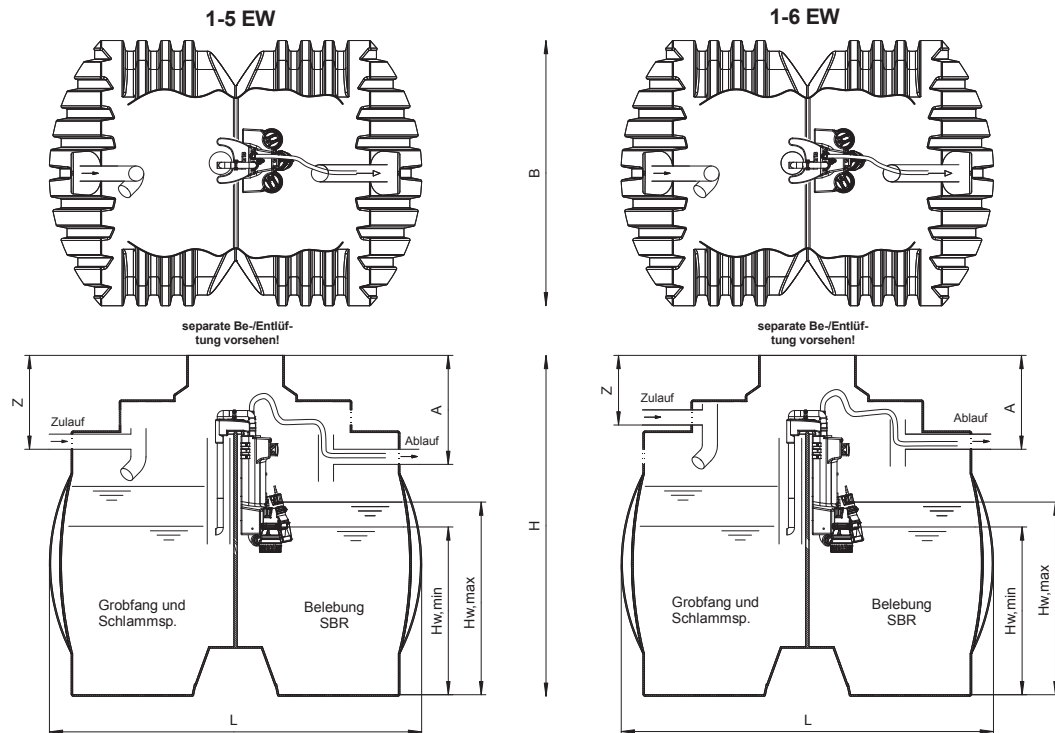 1-5 EW
1-6 EW
B
separate Be-/Entlüf-
tung vorsehen!
separate Be-/Entlüf-
tung vorsehen!
Z
Zulauf
A
Ablauf
H
Grobfang und
Schlammsp.
Belebung
SBR
Hw,min
Hw,max
L
Z
Zulauf
A
Ablauf
Grobfang und
Schlammsp.
Belebung
SBR
Hw,min
Hw,max
L